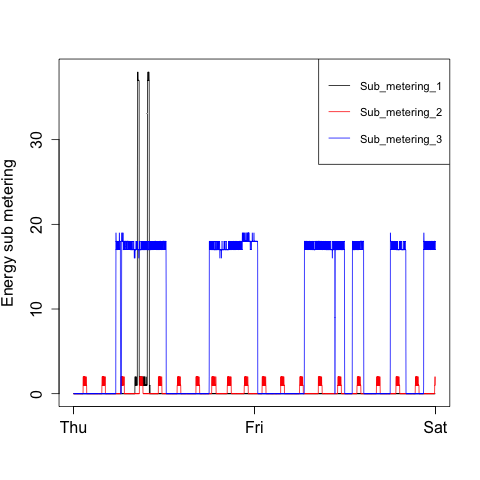 Sub_metering_1
Sub_metering_2
Sub_metering_3
Energy sub metering
30
20
10
0
Thu Fri Sat